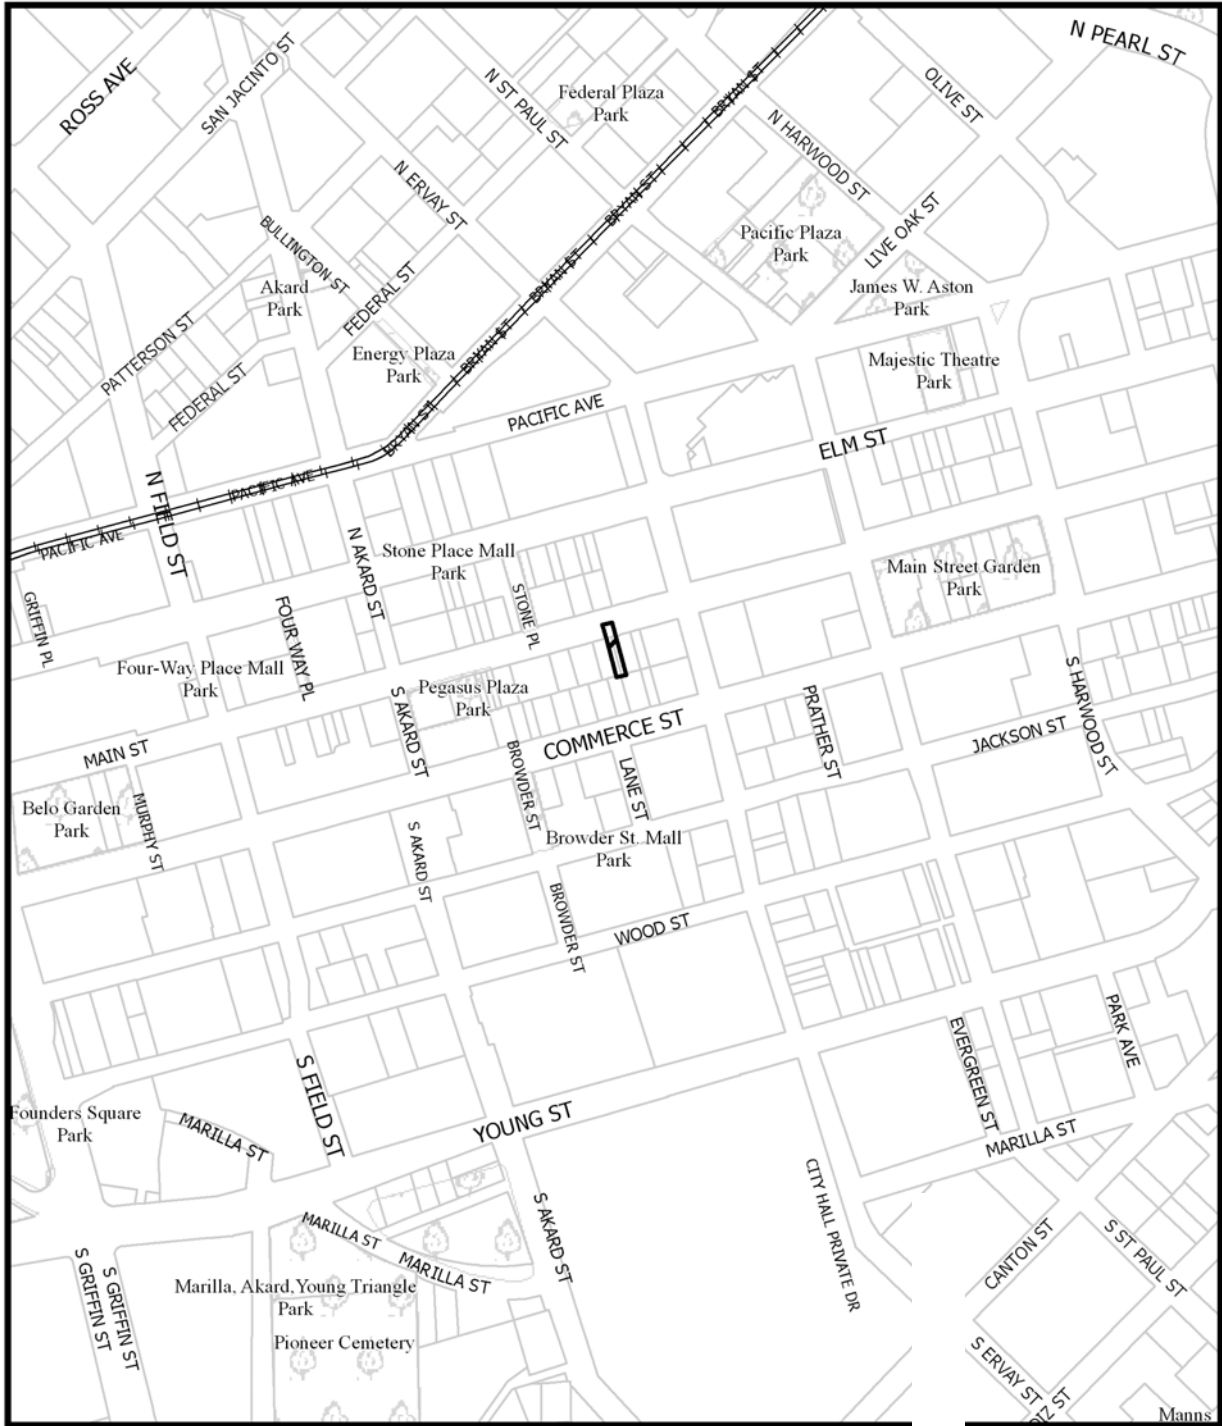 N PEARL ST
ROSS AVE
SAN JACINTO ST
N ST PAUL ST
Federal Plaza
Park
BRYAN ST
OLIVE ST
N HARWOOD ST
N ERVAY ST
BRYAN ST
LIVE OAK ST
Pacific Plaza
Park
BULLINGTON ST
Akard
Park
FEDERAL ST
BRYAN ST
James W. Aston
Park
PATTERSON ST
Energy Plaza
Park
BRYAN ST
Majestic Theatre
Park
FEDERAL ST
BRYAN ST
PACIFIC AVE
ELM ST
PACIFIC AVE
N FIELD ST
PACIFIC AVE
N AKARD ST
Stone Place Mall
Park
STONE PL
Main Street Garden
Park
GRIFFIN PL
FOUR WAY PL
Four-Way Place Mall
Park
S AKARD ST
Pegasus Plaza
Park
PRATHER ST
S HARWOOD ST
MAIN ST
COMMERCE ST
JACKSON ST
BROWDER ST
LANE ST
Belo Garden
Park
MURPHY ST
S AKARD ST
Browder St. Mall
Park
BROWDER ST
WOOD ST
PARK AVE
EVERGREEN ST
S FIELD ST
Founders Square
Park
MARILLA ST
YOUNG ST
MARILLA ST
CITY HALL PRIVATE DR
S AKARD ST
MARILLA ST
MARILLA ST
CANTON ST
S ST PAUL ST
S GRIFFIN ST
S GRIFFIN ST
Marilla, Akard, Young Triangle
Park
Pioneer Cemetery
S ERVAY ST
Manns